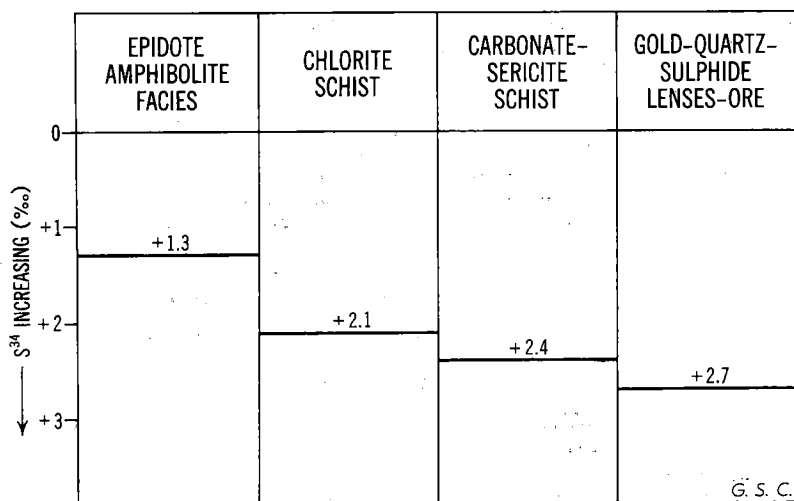 EPIDOTE
AMPHIBOLITE
FACIES
CHLORITE
SCHIST
CARBONATE-
SERICITE
SCHIST
GOLD-QUARTZ-
SULPHIDE
LENSES-ORE
0
+1
+2
+3
S³⁴ INCREASING (‰)
+1.3
+2.1
+2.4
+2.7
G. S. C.